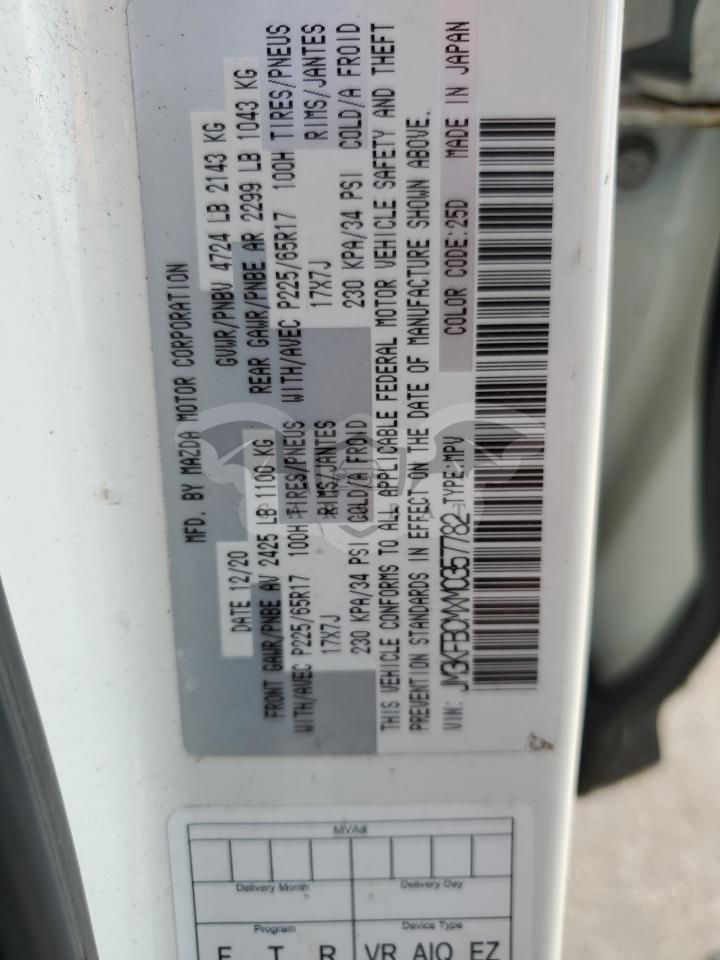 MFD. BY MAZDA MOTOR CORPORATION
DATE 12/20 GVWR/PNBV 4724 LB 2143 KG
FRONT GAWR/PNBE AV 2425 LB 1100 KG REAR GAWR/PNBE AR 2299 LB 1043 KG
WITH/AVEC P225/65R17 100H TIRES/PNEUS WITH/AVEC P225/65R17 100H TIRES/PNEUS
17X7J RIMS/JANTES 17X7J RIMS/JANTES
230 KPA/34 PSI COLD/A FROID 230 KPA/34 PSI COLD/A FROID
THIS VEHICLE CONFORMS TO ALL APPLICABLE FEDERAL MOTOR VEHICLE SAFETY AND THEFT
PREVENTION STANDARDS IN EFFECT ON THE DATE OF MANUFACTURE SHOWN ABOVE.
VIN: JM3KFBCMXM0357782 TYPE:MPV COLOR CODE:25D MADE IN JAPAN
MVA#
Delivery Month Delivery Day
Program Device Type
F T R VR AIQ EZ